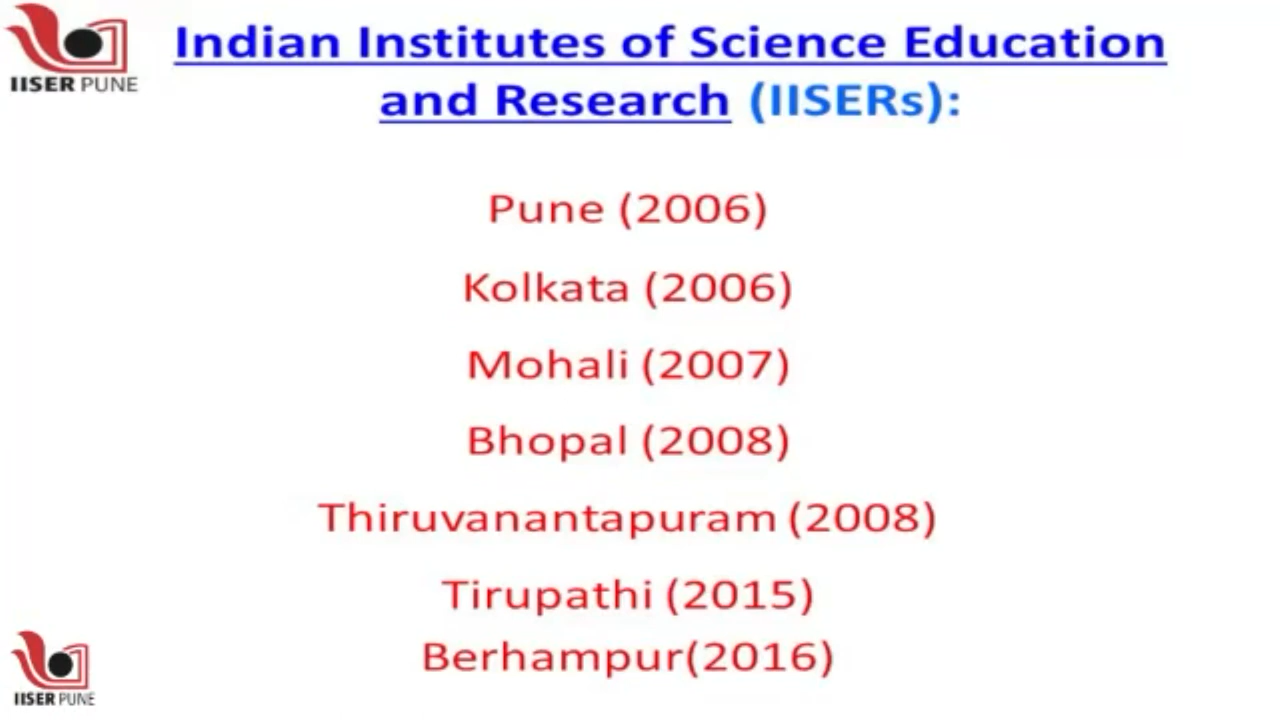 IISER PUNE
Indian Institutes of Science Education
and Research (IISERs):
Pune (2006)
Kolkata (2006)
Mohali (2007)
Bhopal (2008)
Thiruvanantapuram (2008)
Tirupathi (2015)
Berhampur(2016)
IISER PUNE